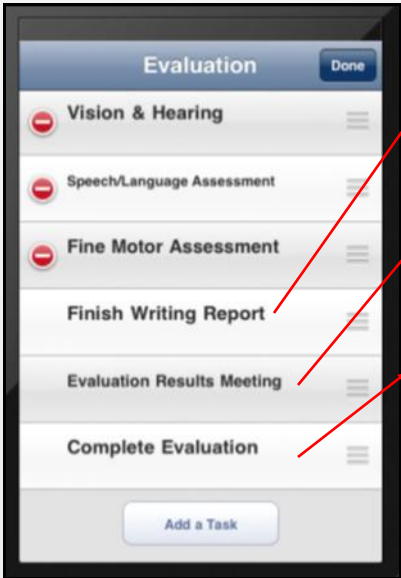 Evaluation
Done
Vision & Hearing
Speech/Language Assessment
Fine Motor Assessment
Finish Writing Report
Evaluation Results Meeting
Complete Evaluation
Add a Task